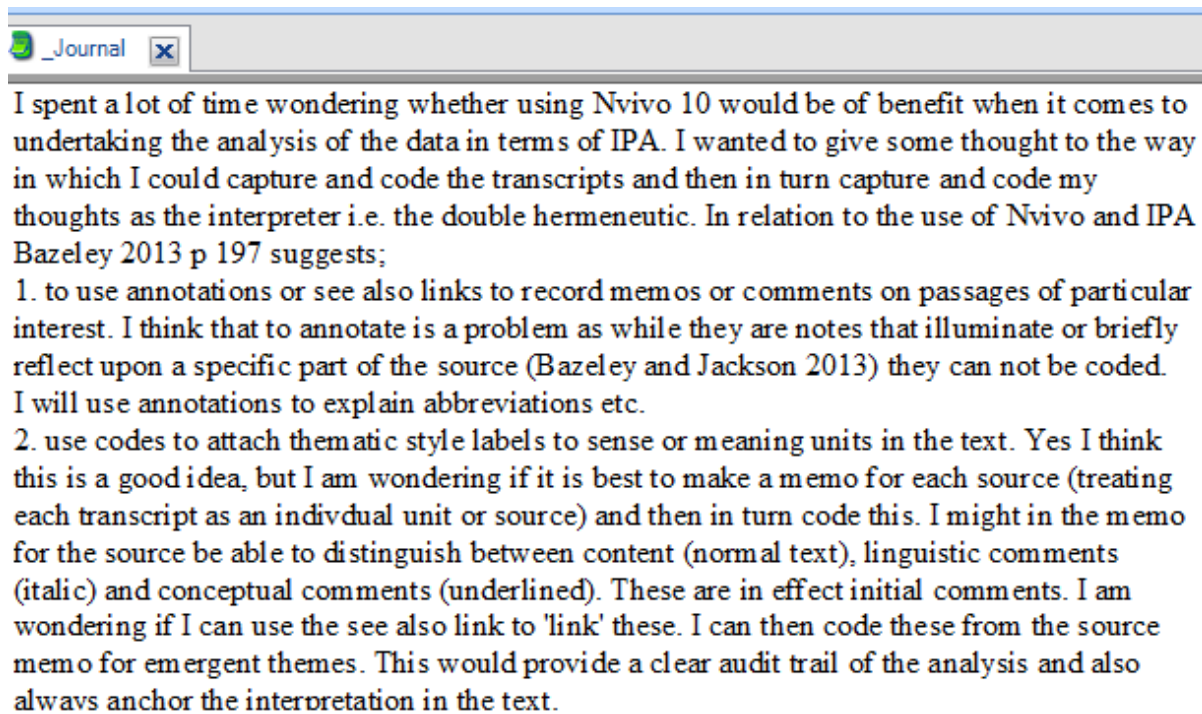 _Journal
I spent a lot of time wondering whether using Nvivo 10 would be of benefit when it comes to
undertaking the analysis of the data in terms of IPA. I wanted to give some thought to the way
in which I could capture and code the transcripts and then in turn capture and code my
thoughts as the interpreter i.e. the double hermeneutic. In relation to the use of Nvivo and IPA
Bazeley 2013 p 197 suggests;
1. to use annotations or see also links to record memos or comments on passages of particular
interest. I think that to annotate is a problem as while they are notes that illuminate or briefly
reflect upon a specific part of the source (Bazeley and Jackson 2013) they can not be coded.
I will use annotations to explain abbreviations etc.
2. use codes to attach thematic style labels to sense or meaning units in the text. Yes I think
this is a good idea, but I am wondering if it is best to make a memo for each source (treating
each transcript as an indivdual unit or source) and then in turn code this. I might in the memo
for the source be able to distinguish between content (normal text), linguistic comments
(italic) and conceptual comments (underlined). These are in effect initial comments. I am
wondering if I can use the see also link to 'link' these. I can then code these from the source
memo for emergent themes. This would provide a clear audit trail of the analysis and also
always anchor the interpretation in the text.